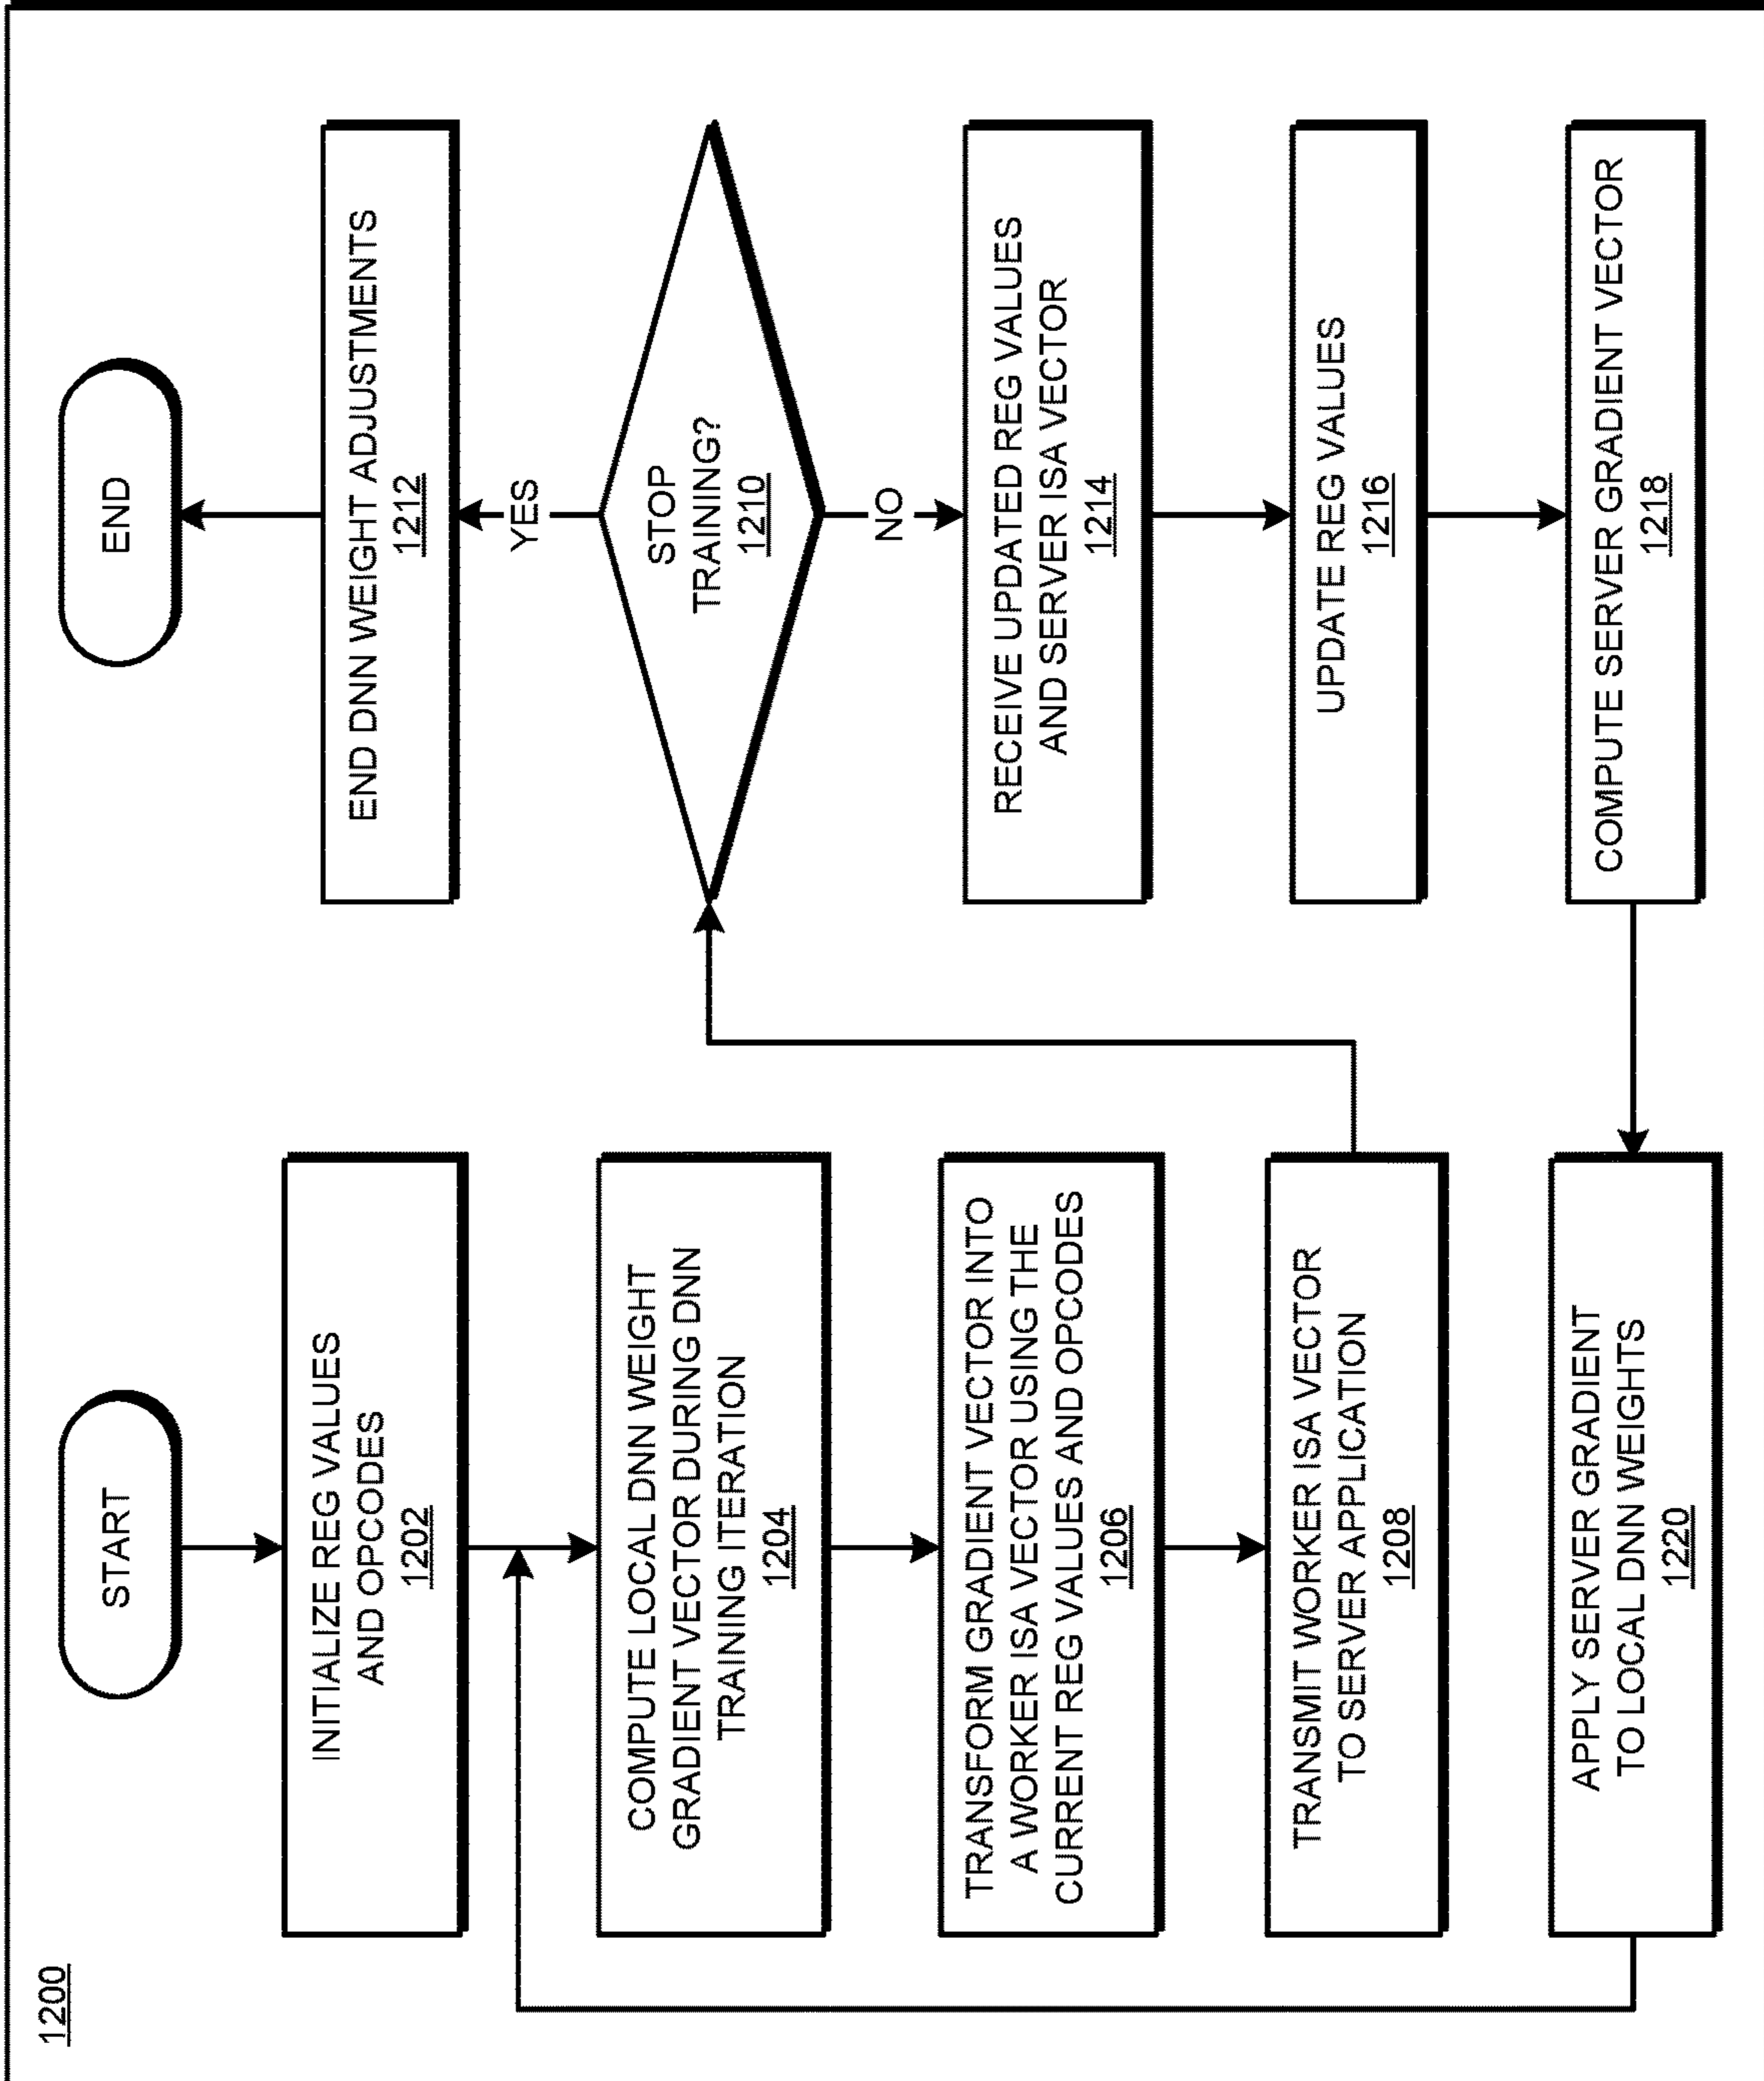 1200
START
INITIALIZE REG VALUES
AND OPCODES
1202
COMPUTE LOCAL DNN WEIGHT
GRADIENT VECTOR DURING DNN
TRAINING ITERATION
1204
TRANSFORM GRADIENT VECTOR INTO
A WORKER ISA VECTOR USING THE
CURRENT REG VALUES AND OPCODES
1206
TRANSMIT WORKER ISA VECTOR
TO SERVER APPLICATION
1208
APPLY SERVER GRADIENT
TO LOCAL DNN WEIGHTS
1220
END
END DNN WEIGHT ADJUSTMENTS
1212
YES
STOP
TRAINING?
1210
NO
RECEIVE UPDATED REG VALUES
AND SERVER ISA VECTOR
1214
UPDATE REG VALUES
1216
COMPUTE SERVER GRADIENT VECTOR
1218